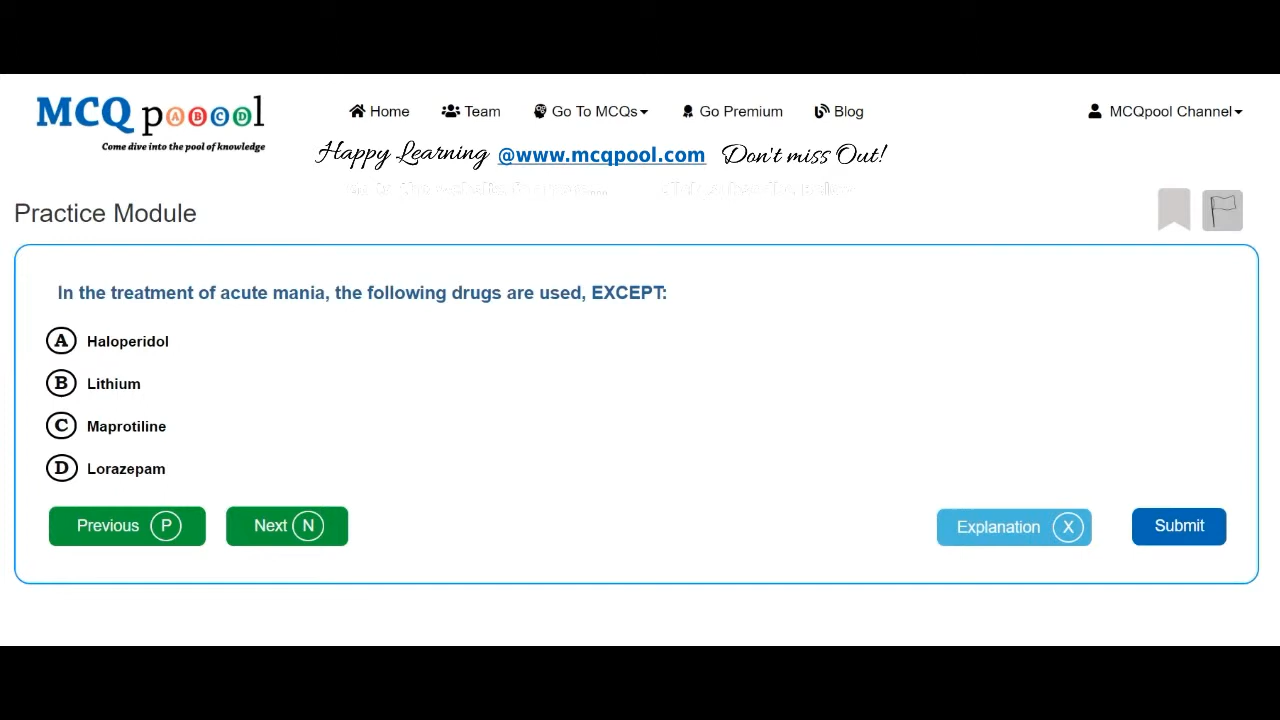 MCQ pABCDl
Come dive into the pool of knowledge
Home Team Go To MCQs Go Premium Blog MCQpool Channel
Happy Learning @www.mcqpool.com Don't miss Out!
Practice Module
In the treatment of acute mania, the following drugs are used, EXCEPT:
A Haloperidol
B Lithium
C Maprotiline
D Lorazepam
Previous P Next N Explanation X Submit